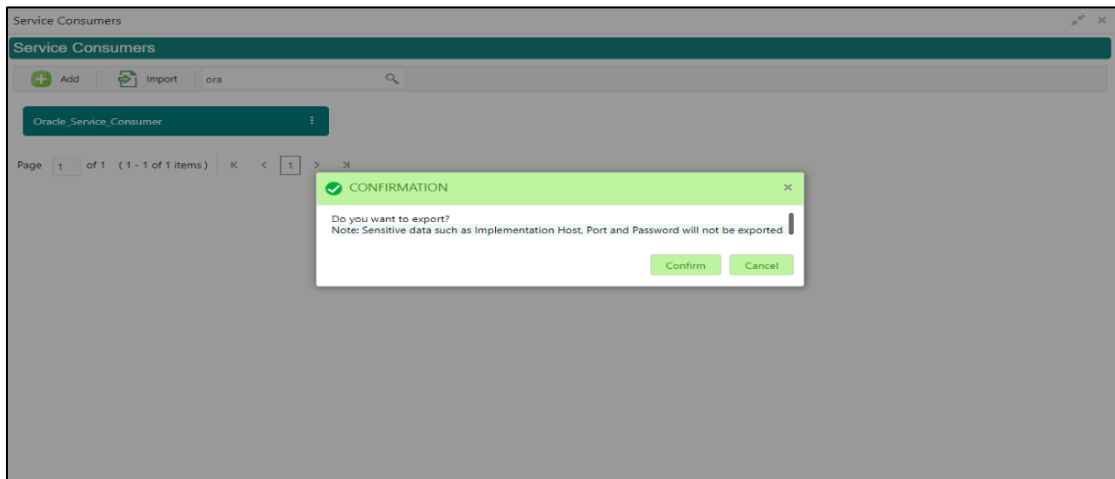 Service Consumers
Service Consumers
Add Import ora
Oracle_Service_Consumer
Page 1 of 1 (1 - 1 of 1 items) K < 1 > >|
CONFIRMATION ×
Do you want to export?
Note: Sensitive data such as Implementation Host, Port and Password will not be exported
Confirm Cancel